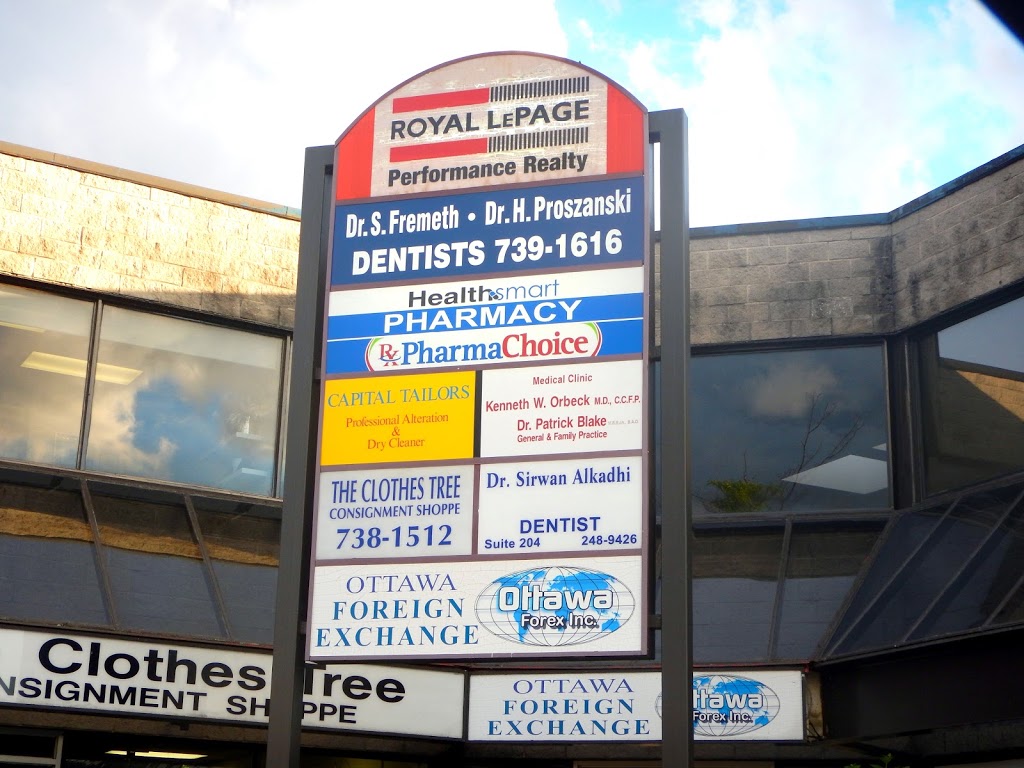 ROYAL LEPAGE
Performance Realty
Dr. S. Fremeth • Dr. H. Proszanski
DENTISTS 739-1616
Healthsmart
PHARMACY
Rx PharmaChoice
CAPITAL TAILORS
Professional Alteration
&
Dry Cleaner
Medical Clinic
Kenneth W. Orbeck M.D., C.C.F.P.
Dr. Patrick Blake
General & Family Practice
THE CLOTHES TREE
CONSIGNMENT SHOPPE
738-1512
Dr. Sirwan Alkadhi
DENTIST
Suite 204 248-9426
OTTAWA
FOREIGN
EXCHANGE
Ottawa
Forex Inc.
Clothes Tree
NSIGNMENT SHOPPE
OTTAWA
FOREIGN
EXCHANGE
Ottawa
Forex Inc.